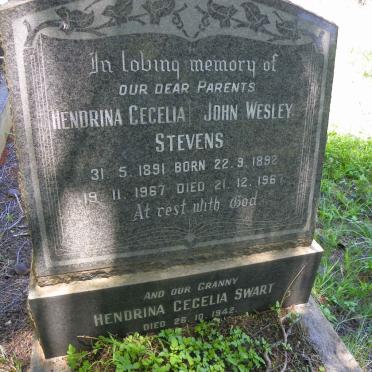 In loving memory of
OUR DEAR PARENTS
HENDRINA CECELIA JOHN WESLEY
STEVENS
31. 5. 1891 BORN 22. 9. 1892
19. 11. 1967 DIED 21. 12. 1967
At rest with God
AND OUR GRANNY
HENDRINA CECELIA SWART
DIED 26. 10. 1942.